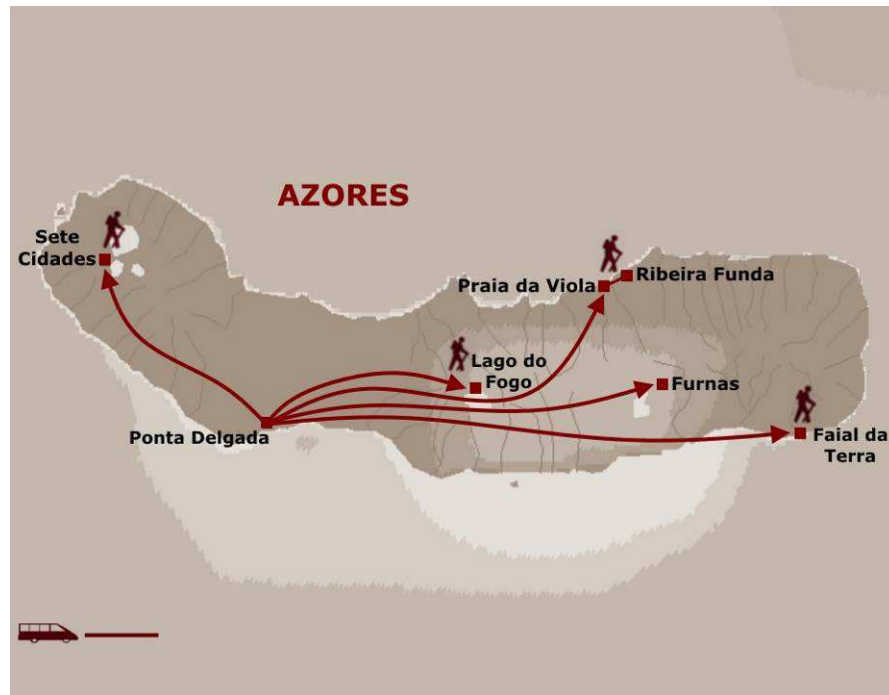 AZORES
Sete
Cidades
Praia da Viola
Ribeira Funda
Lago do
Fogo
Furnas
Ponta Delgada
Faial da
Terra